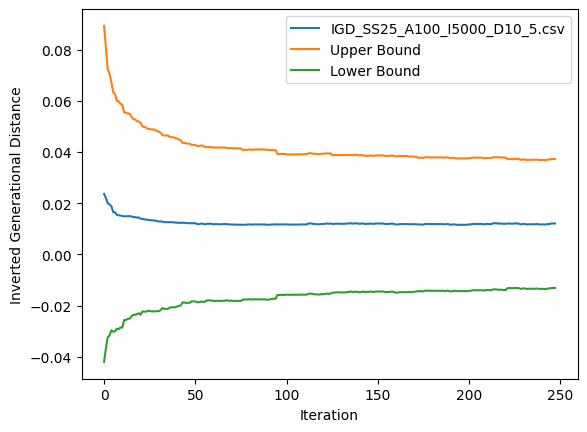 IGD_SS25_A100_I5000_D10_5.csv
Upper Bound
Lower Bound
0.08
0.06
0.04
0.02
0.00
−0.02
−0.04
Inverted Generational Distance
0 50 100 150 200 250
Iteration